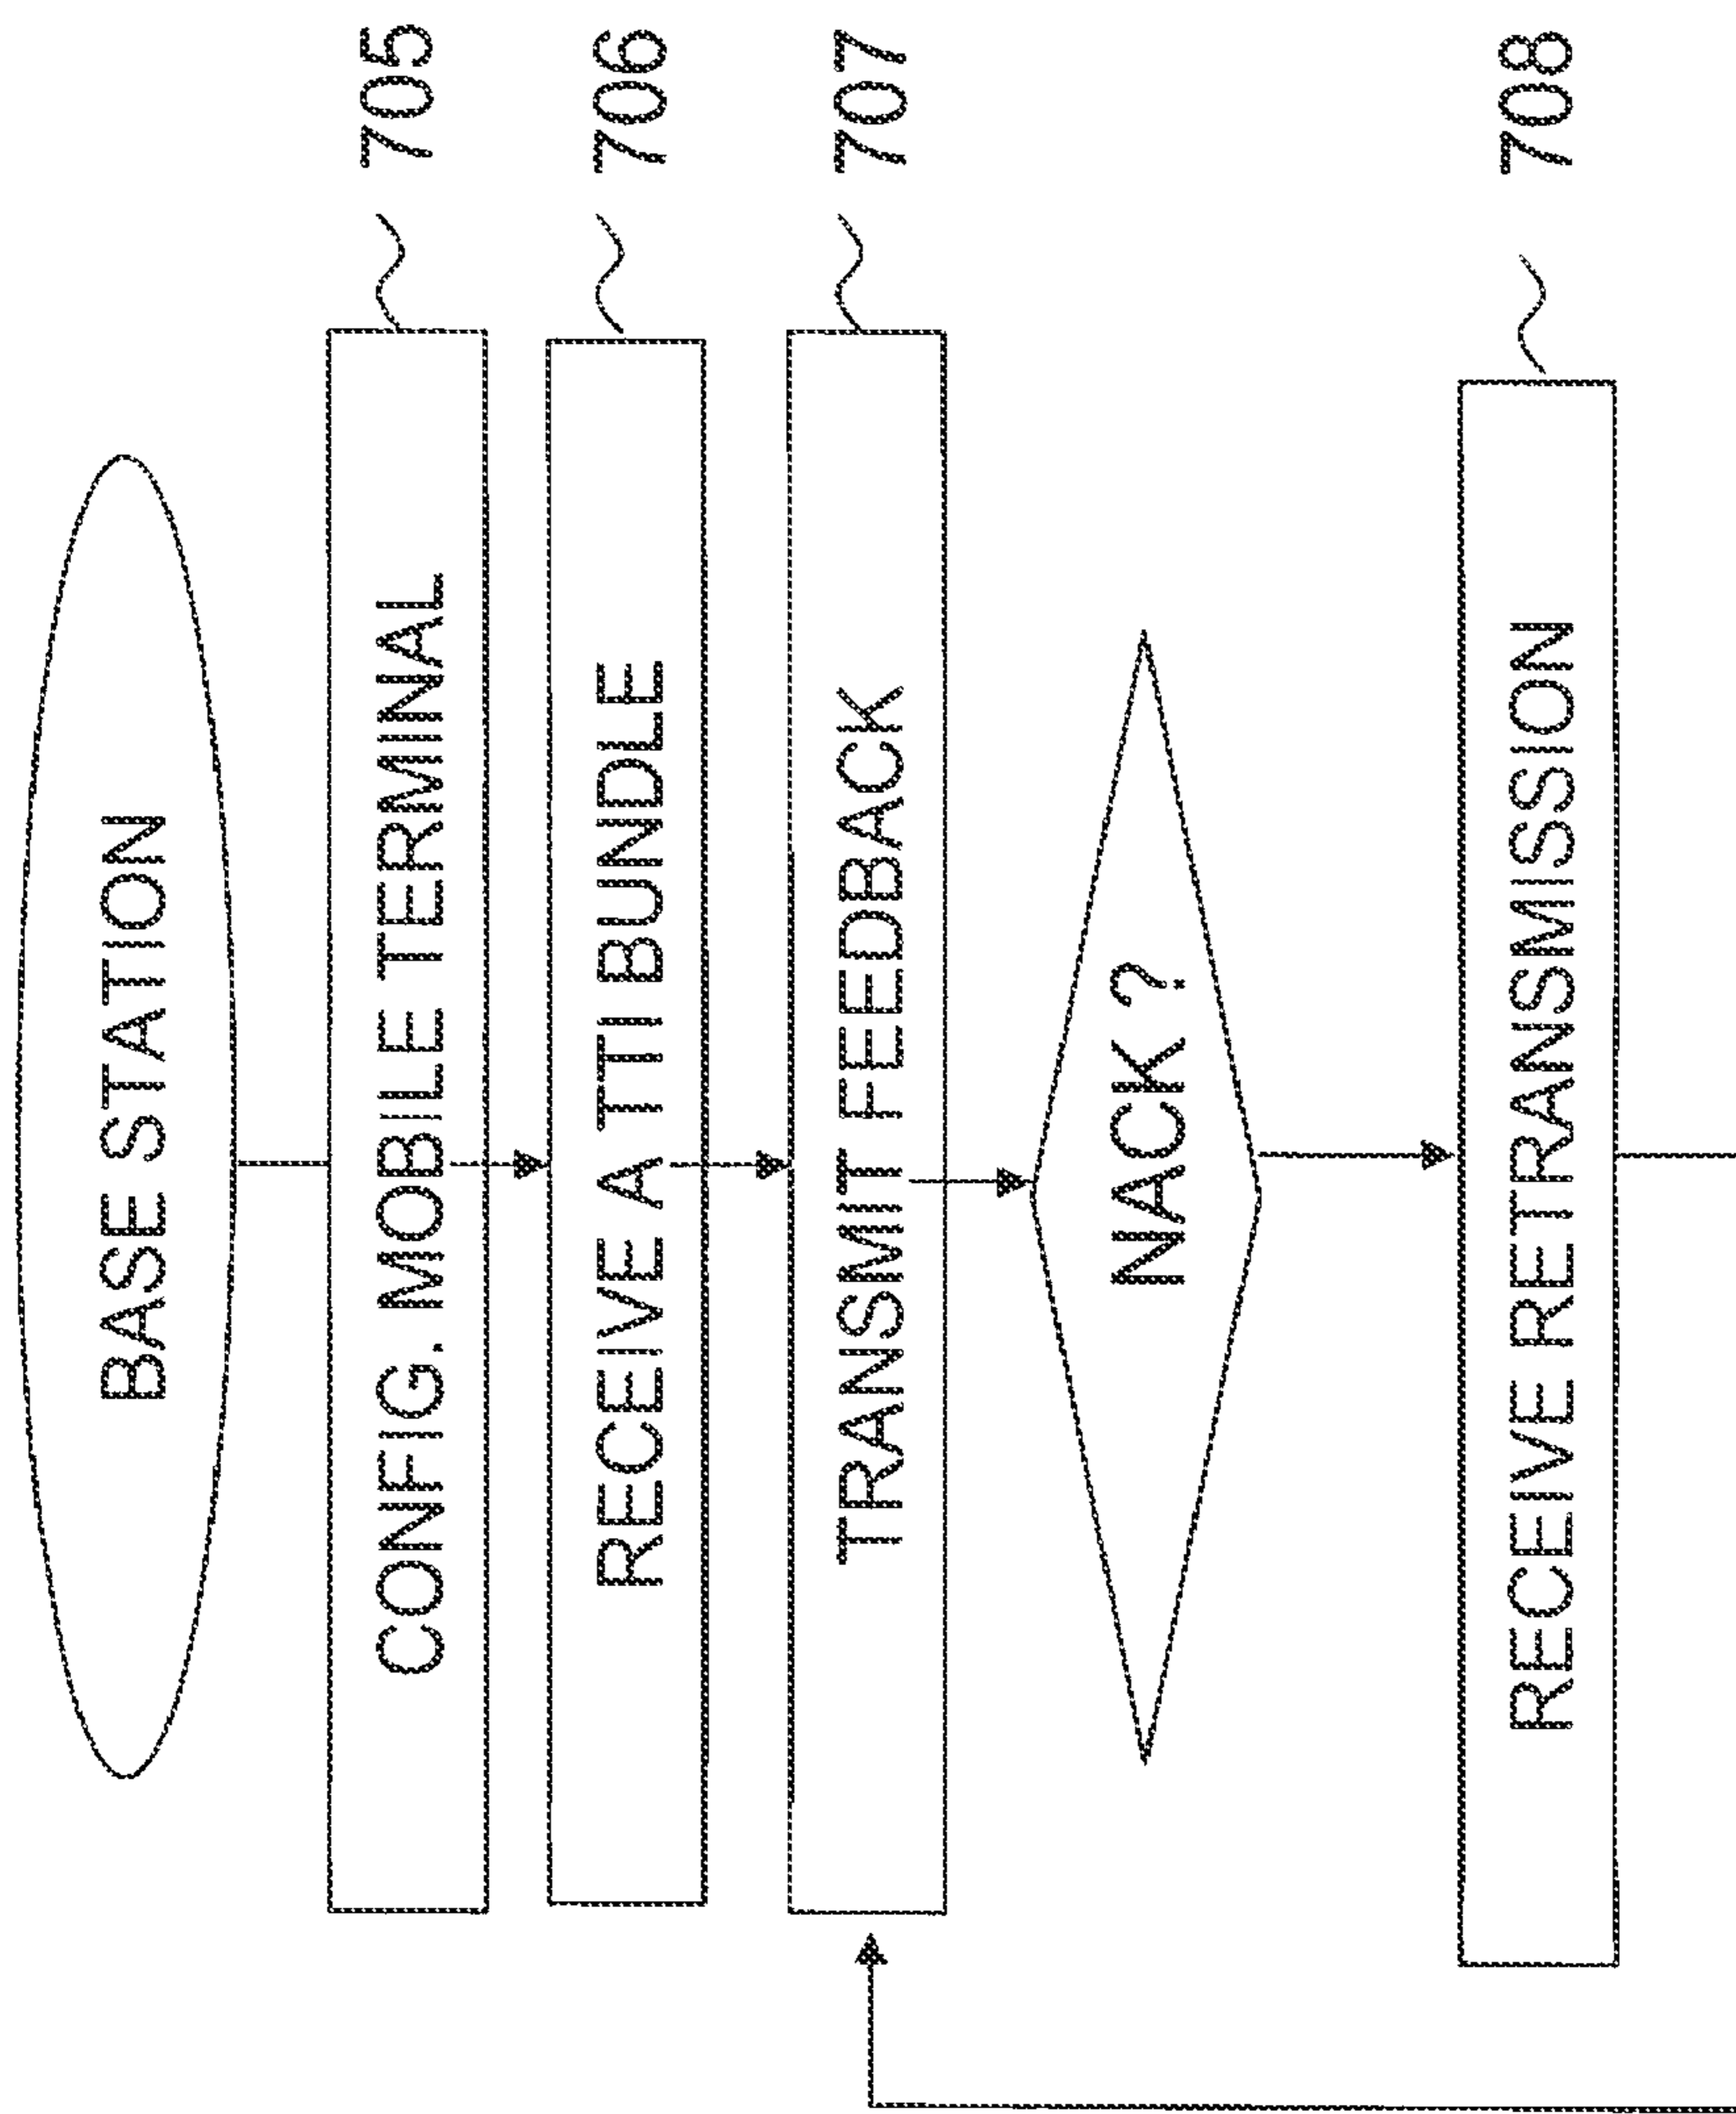 BASE STATION
CONFIG. MOBILE TERMINAL
705
RECEIVE A TTI BUNDLE
706
TRANSMIT FEEDBACK
707
NACK ?
RECEIVE RETRANSMISSION
708